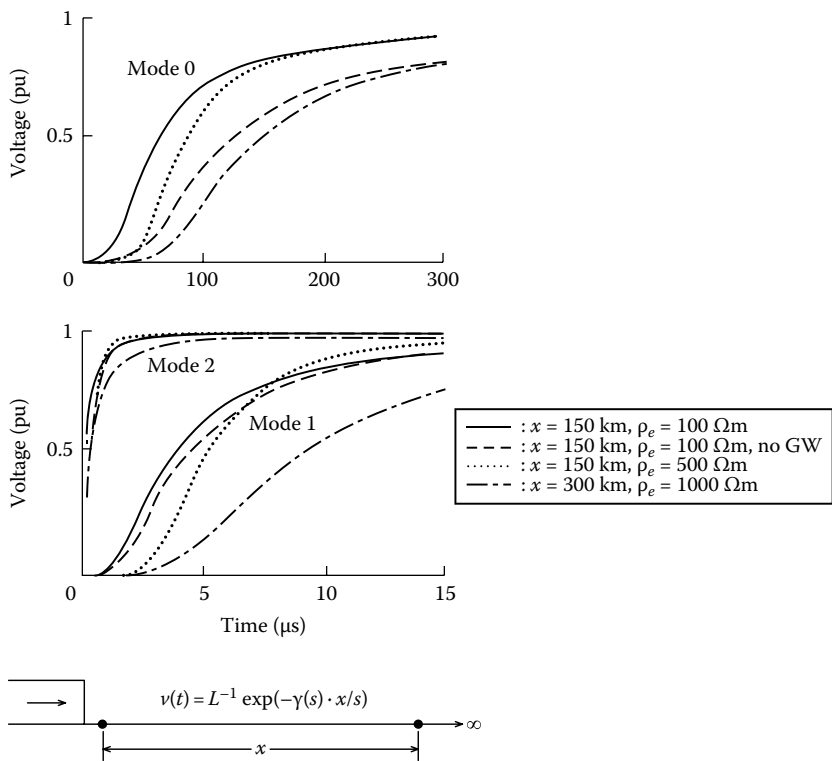 1
Mode 0
Voltage (pu)
0.5
0
100
200
300
1
Mode 2
Voltage (pu)
0.5
Mode 1
0
5
10
15
Time (μs)
: x = 150 km, ρe = 100 Ωm
: x = 150 km, ρe = 100 Ωm, no GW
: x = 150 km, ρe = 500 Ωm
: x = 300 km, ρe = 1000 Ωm
v(t) = L⁻¹ exp(−γ(s) · x/s)
∞
x